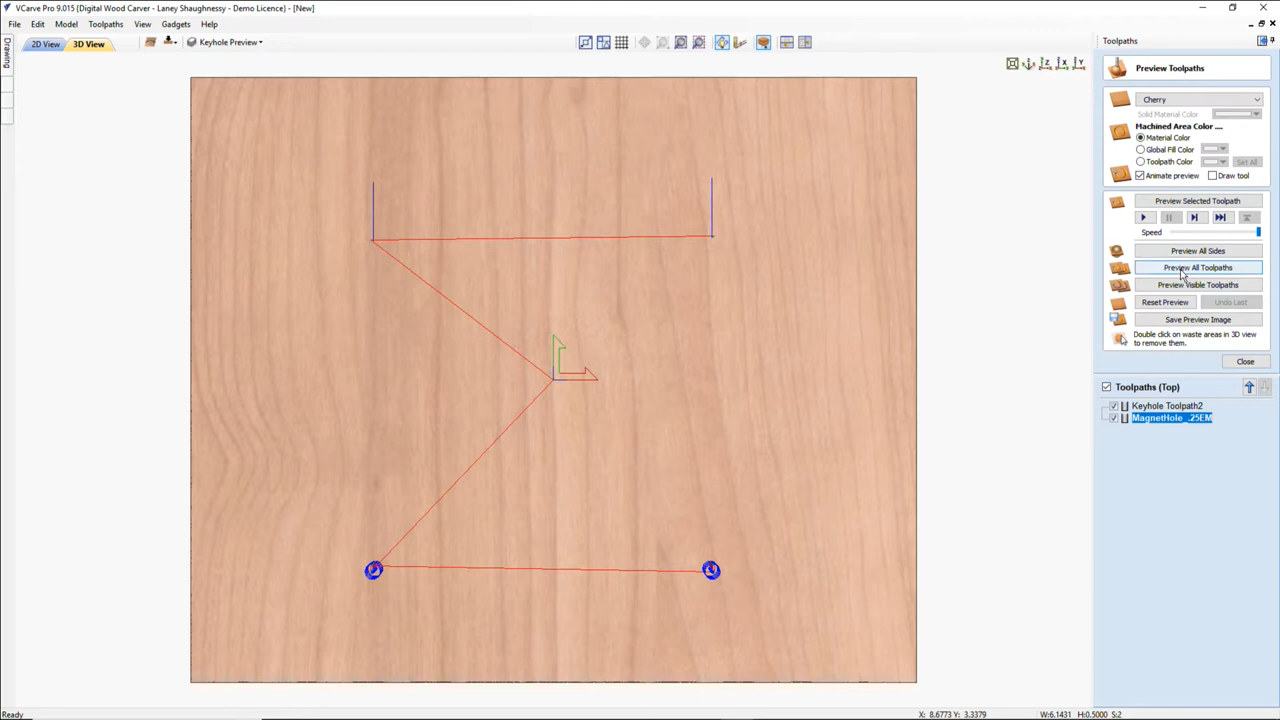 VCarve Pro 9.015 {Digital Wood Carver - Laney Shaughnessy - Demo Licence} - [New]
File Edit Model Toolpaths View Gadgets Help
Drawing
2D View 3D View Keyhole Preview
Z X Y
Toolpaths
Preview Toolpaths
Cherry
Solid Material Color
Machined Area Color ....
Material Color
Global Fill Color
Toolpath Color Set All
Animate preview Draw tool
Preview Selected Toolpath
Speed
Preview All Sides
Preview All Toolpaths
Preview Visible Toolpaths
Reset Preview Undo Last
Save Preview Image
Double click on waste areas in 3D view
to remove them.
Close
Toolpaths (Top)
Keyhole Toolpath2
MagnetHole_.25EM
Ready X: 8.6773 Y: 3.3379 W:6.1431 H:0.5000 S:2